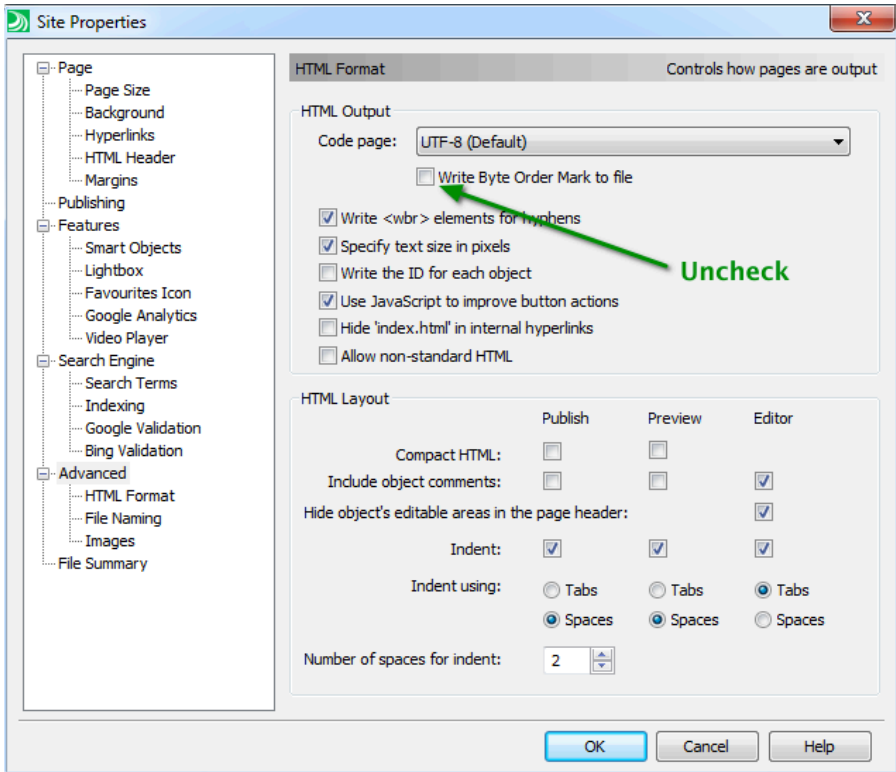 Site Properties
Page
Page Size
Background
Hyperlinks
HTML Header
Margins
Publishing
Features
Smart Objects
Lightbox
Favourites Icon
Google Analytics
Video Player
Search Engine
Search Terms
Indexing
Google Validation
Bing Validation
Advanced
HTML Format
File Naming
Images
File Summary
HTML Format Controls how pages are output
HTML Output
Code page: UTF-8 (Default)
Write Byte Order Mark to file
Write <wbr> elements for hyphens
Specify text size in pixels
Uncheck
Write the ID for each object
Use JavaScript to improve button actions
Hide 'index.html' in internal hyperlinks
Allow non-standard HTML
HTML Layout
Publish Preview Editor
Compact HTML:
Include object comments:
Hide object's editable areas in the page header:
Indent:
Indent using: Tabs Tabs Tabs
Spaces Spaces Spaces
Number of spaces for indent: 2
OK Cancel Help